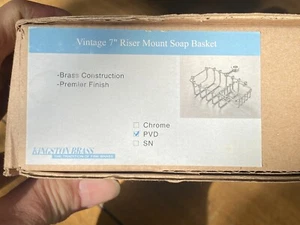 Vintage 7" Riser Mount Soap Basket
-Brass Construction
-Premier Finish
Chrome
PVD
SN
KINGSTON BRASS